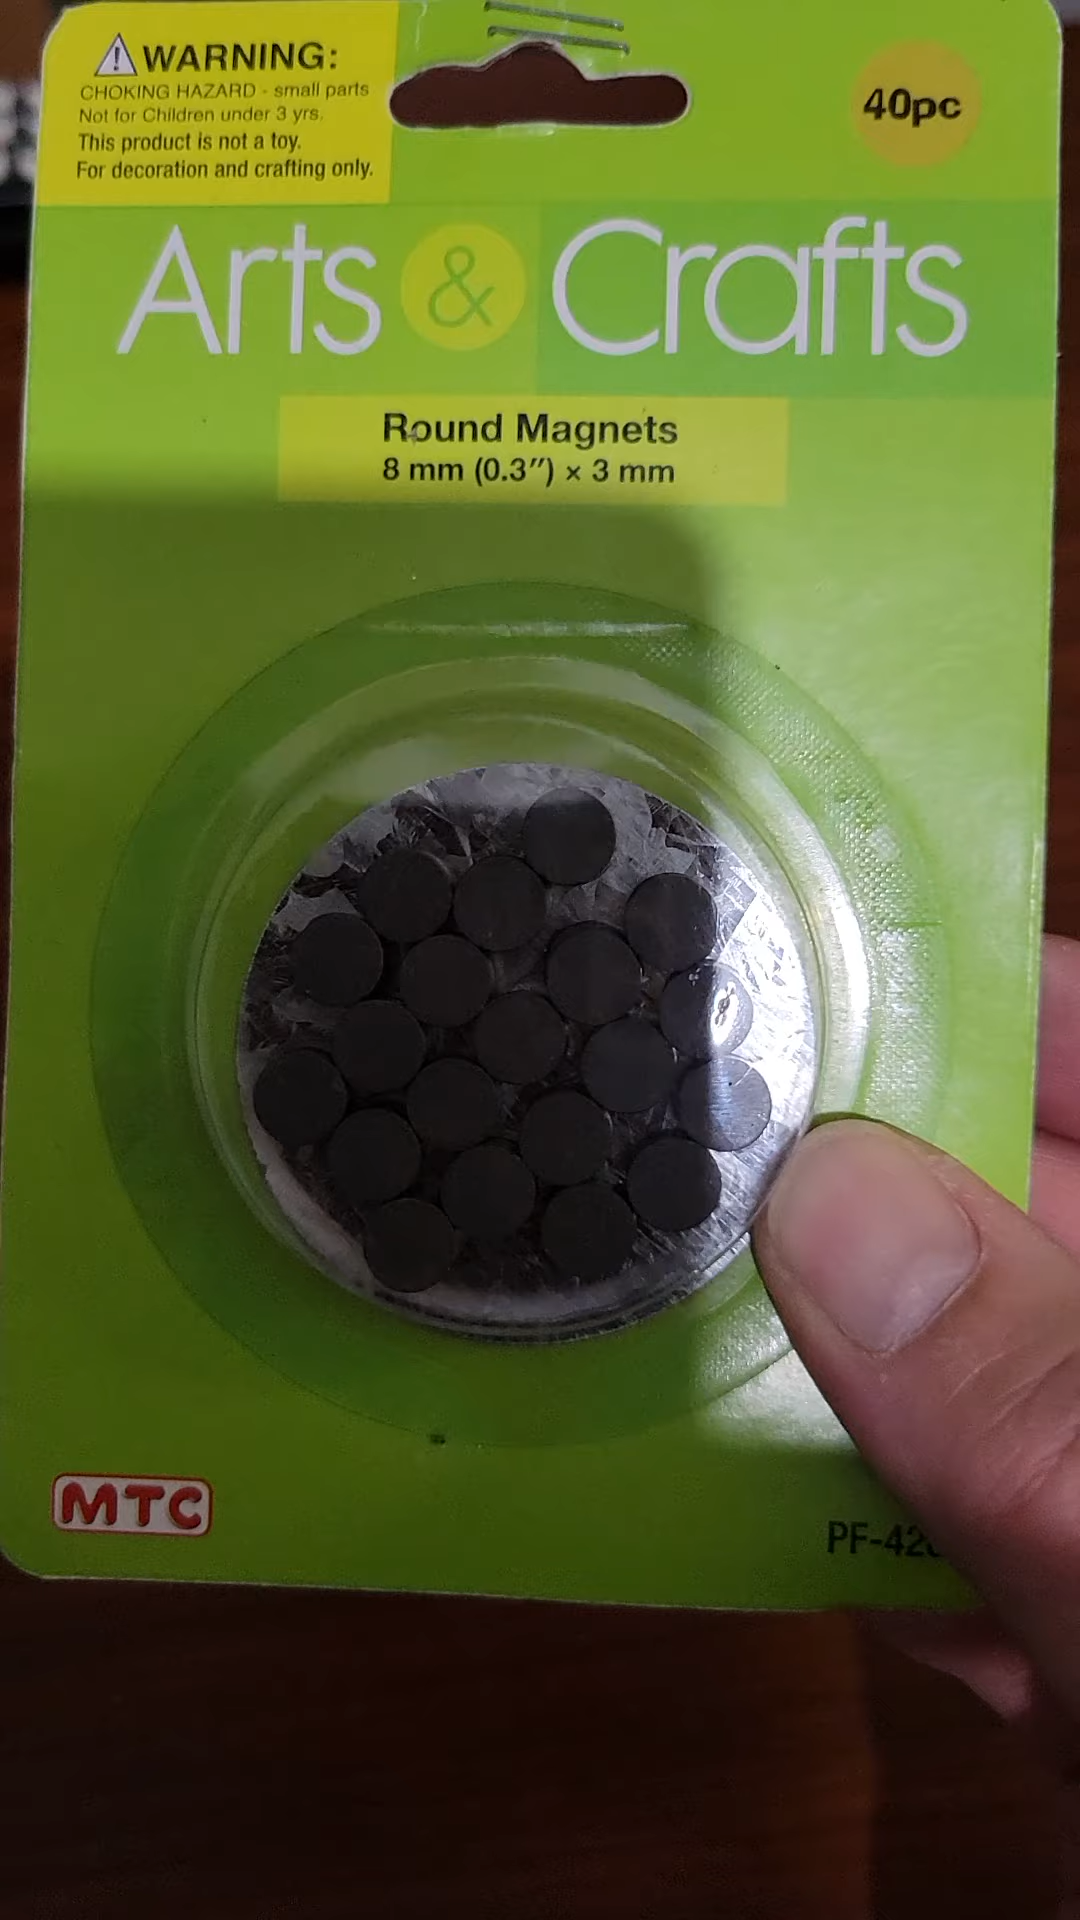 WARNING:
CHOKING HAZARD - small parts
Not for Children under 3 yrs.
This product is not a toy.
For decoration and crafting only.
40pc
Arts & Crafts
Round Magnets
8 mm (0.3″) × 3 mm
MTC